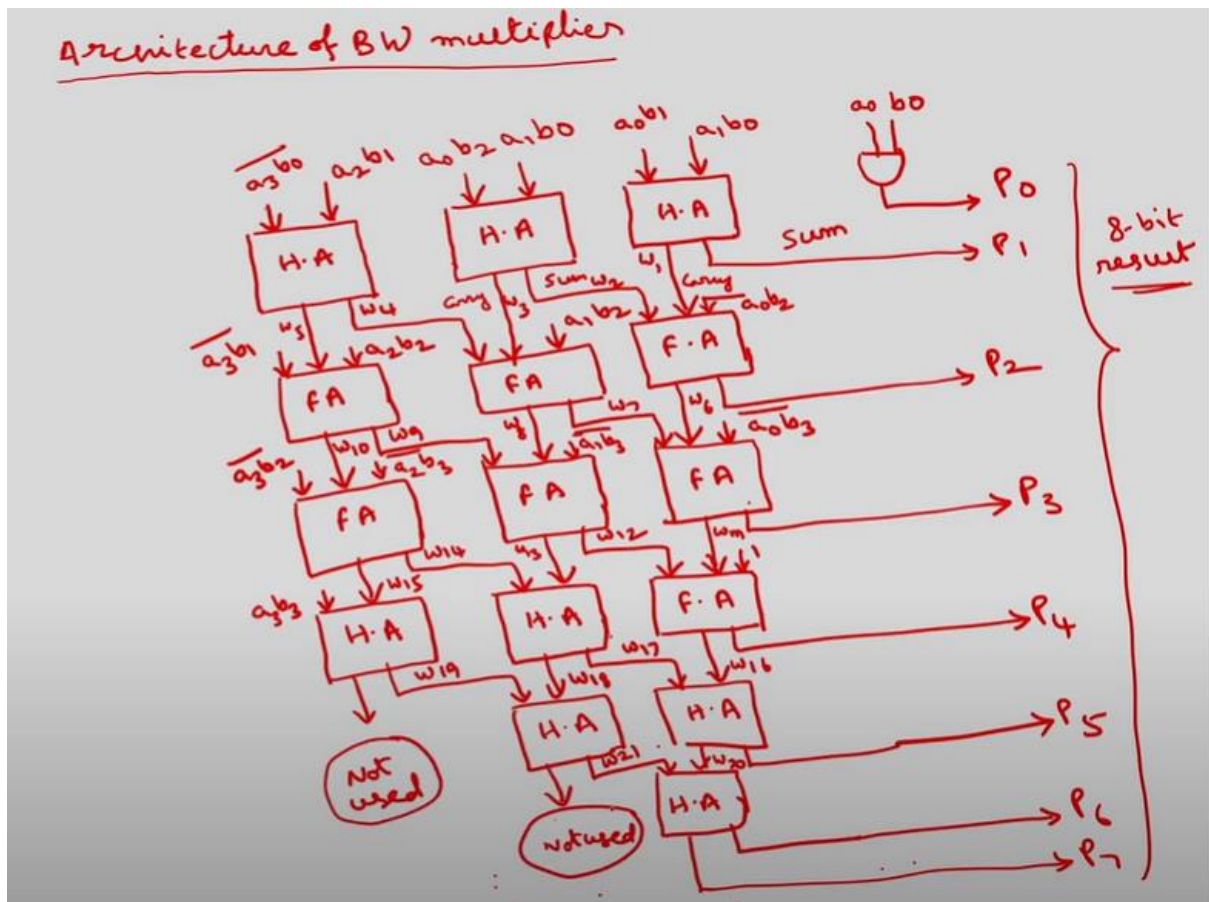 Architecture of BW multiplier
a0 b0
a0b1 a1b0
a0b2 a1b0
a3b0 a2b1
P0
H.A
H.A
H.A
sum
P1
8-bit
result
w1 carry
carry w3 sum w2
w5 w4
a0b2
a1b2
a3b1 a2b2
F.A
FA
FA
P2
w6
w8 w7
w10 w9
a0b3
a1b3
a3b2 a2b3
FA
FA
FA
P3
w12
w14
w15
1
a3b3
H.A
H.A
F.A
P4
w19
w18 w17
w16
H.A
H.A
P5
Not
used
w21
w20
H.A
P6
Not used
P7